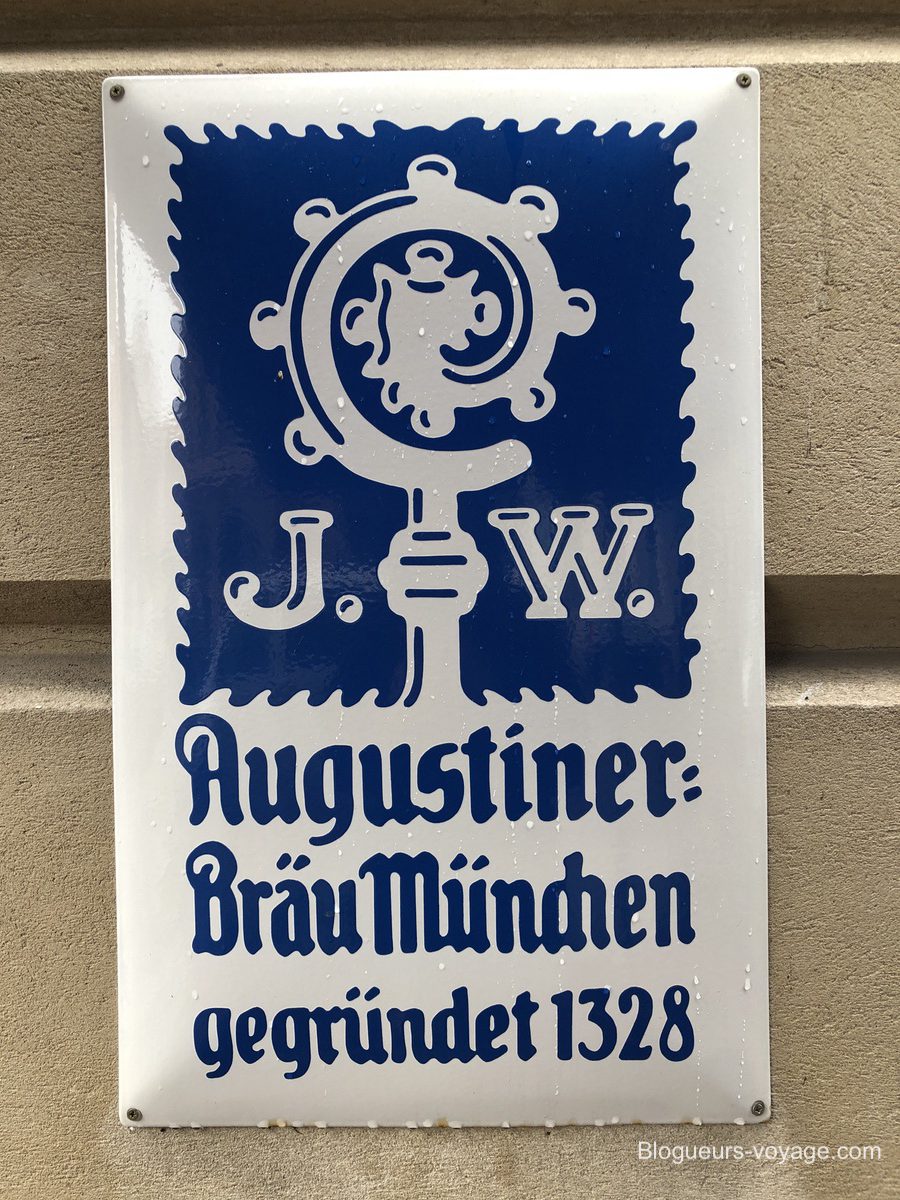 J. W.
Augustiner=
Bräu München
gegründet 1328
Blogueurs-voyage.com